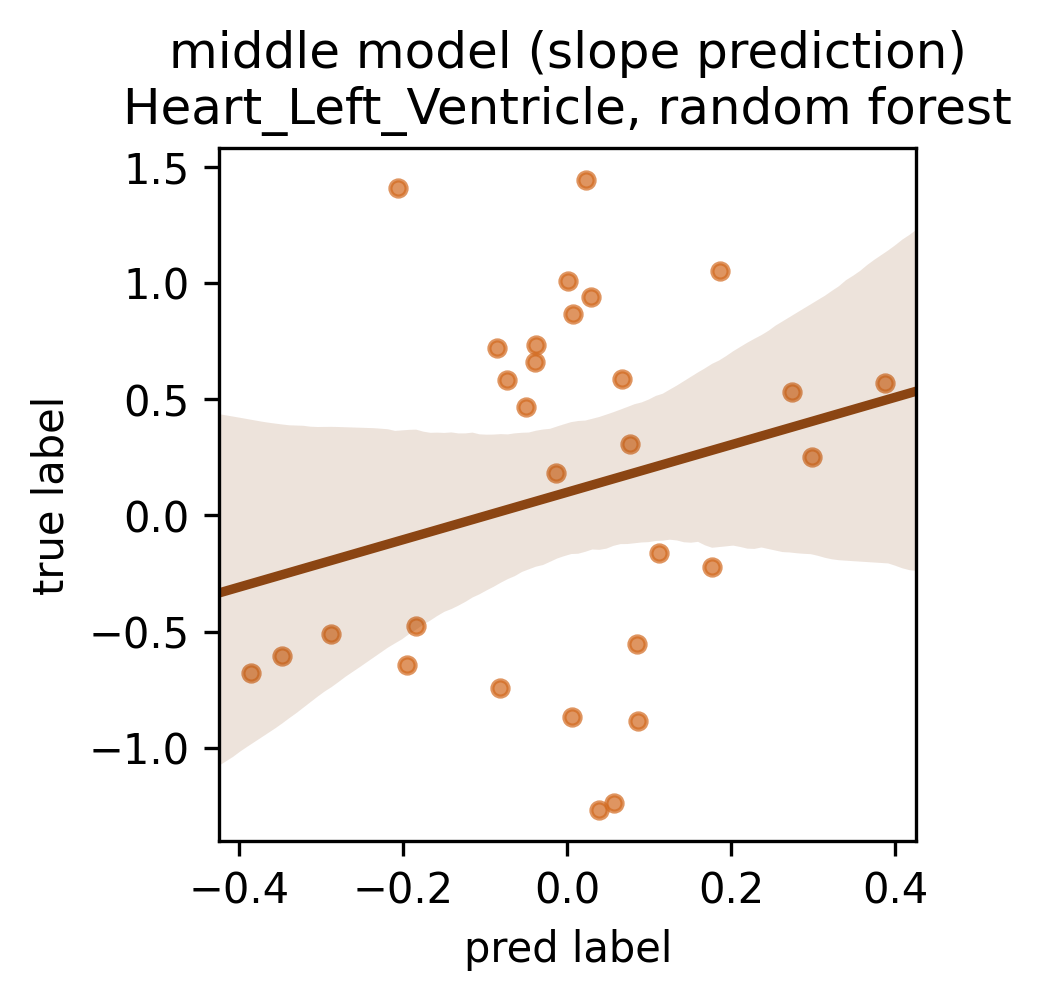 middle model (slope prediction)
Heart_Left_Ventricle, random forest
1.5
1.0
0.5
0.0
−0.5
−1.0
true label
−0.4 −0.2 0.0 0.2 0.4
pred label